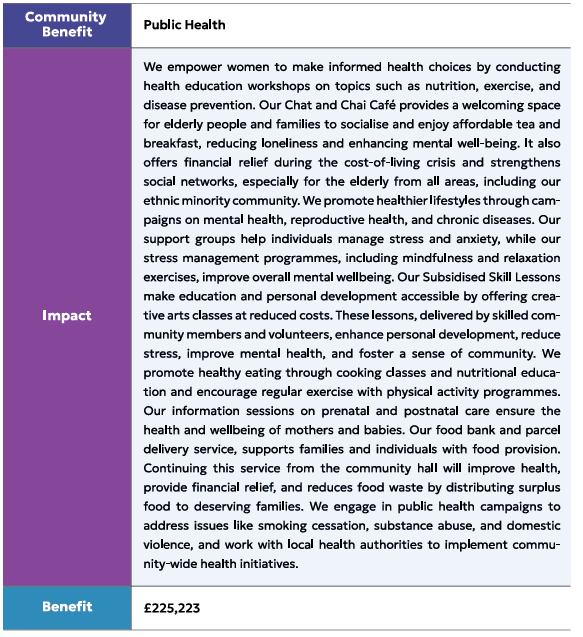 Community
Benefit
Public Health
Impact
We empower women to make informed health choices by conducting
health education workshops on topics such as nutrition, exercise, and
disease prevention. Our Chat and Chai Café provides a welcoming space
for elderly people and families to socialise and enjoy affordable tea and
breakfast, reducing loneliness and enhancing mental well-being. It also
offers financial relief during the cost-of-living crisis and strengthens
social networks, especially for the elderly from all areas, including our
ethnic minority community. We promote healthier lifestyles through cam-
paigns on mental health, reproductive health, and chronic diseases. Our
support groups help individuals manage stress and anxiety, while our
stress management programmes, including mindfulness and relaxation
exercises, improve overall mental wellbeing. Our Subsidised Skill Lessons
make education and personal development accessible by offering crea-
tive arts classes at reduced costs. These lessons, delivered by skilled com-
munity members and volunteers, enhance personal development, reduce
stress, improve mental health, and foster a sense of community. We
promote healthy eating through cooking classes and nutritional educa-
tion and encourage regular exercise with physical activity programmes.
Our information sessions on prenatal and postnatal care ensure the
health and wellbeing of mothers and babies. Our food bank and parcel
delivery service, supports families and individuals with food provision.
Continuing this service from the community hall will improve health,
provide financial relief, and reduces food waste by distributing surplus
food to deserving families. We engage in public health campaigns to
address issues like smoking cessation, substance abuse, and domestic
violence, and work with local health authorities to implement commu-
nity-wide health initiatives.
Benefit
£225,223